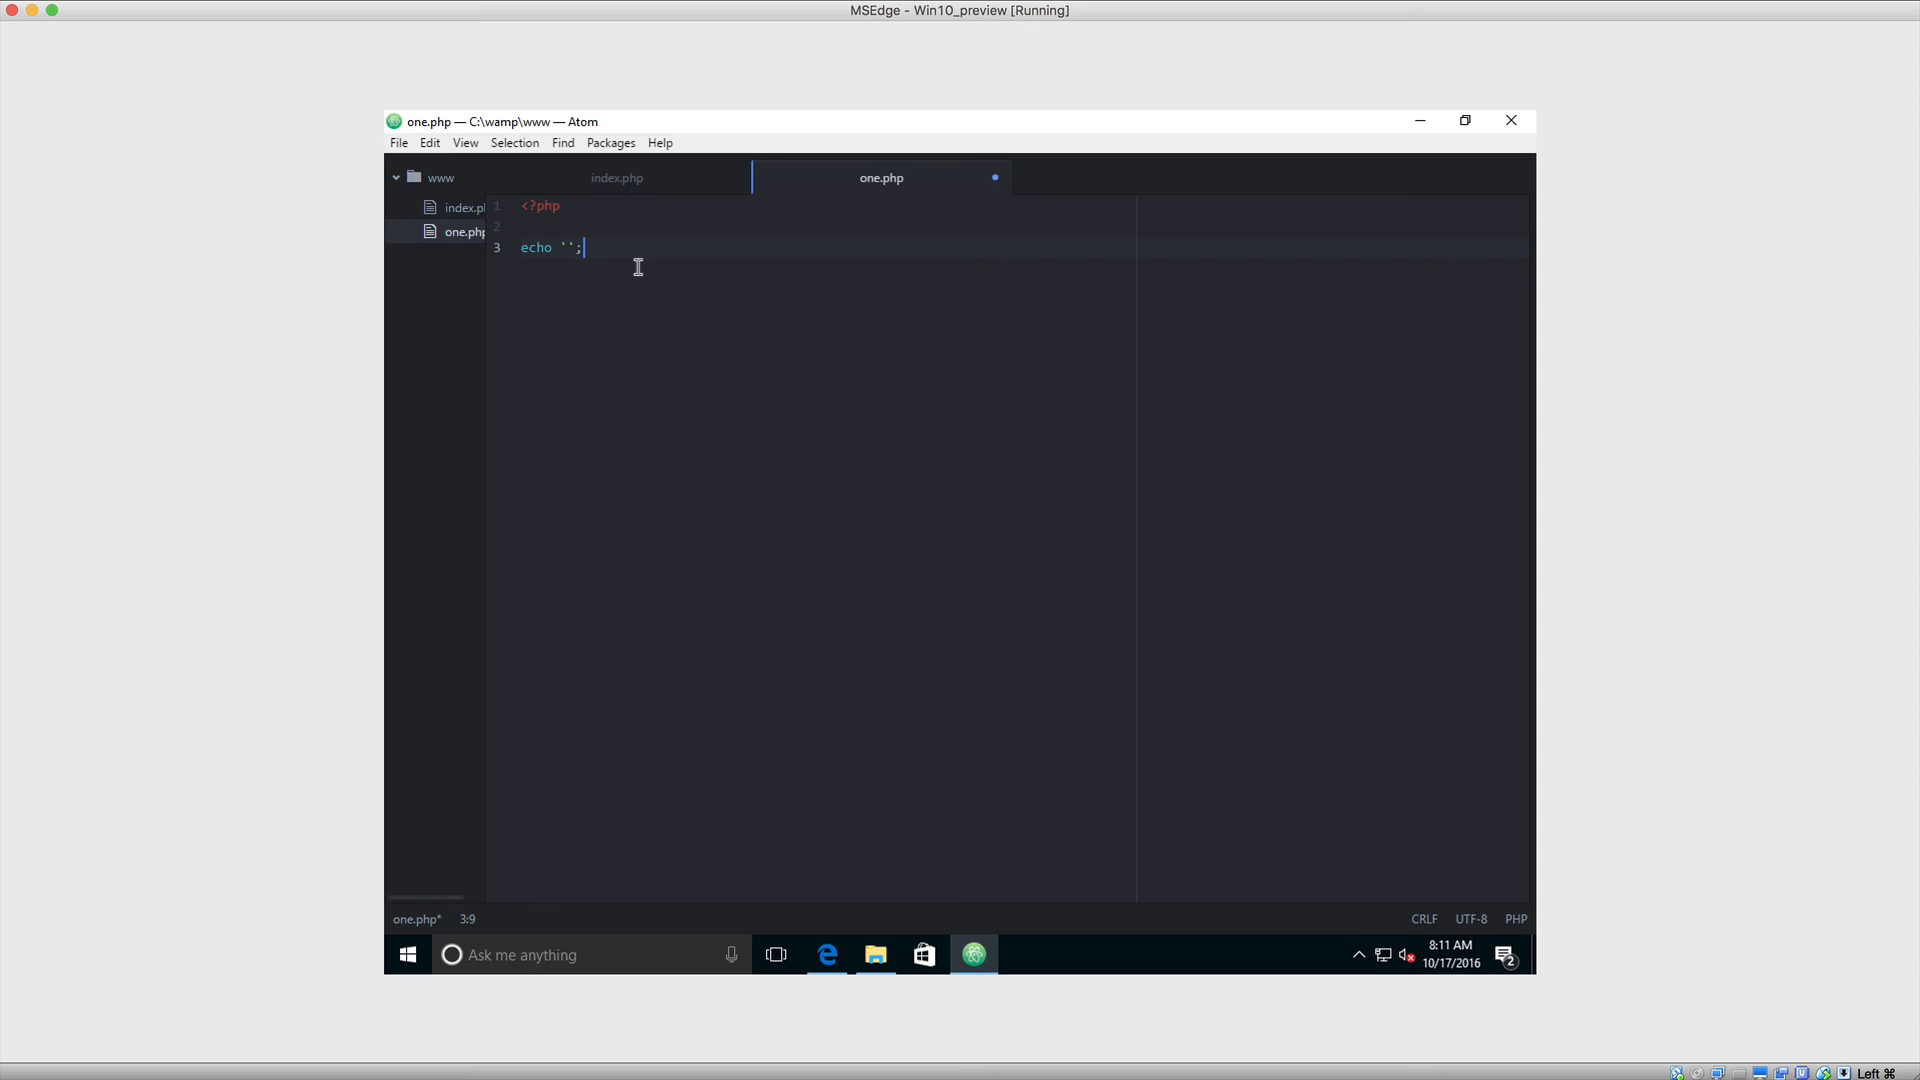 MSEdge - Win10_preview [Running]
one.php — C:\wamp\www — Atom
File Edit View Selection Find Packages Help
www
index.php
one.php
index.pl
one.php
1 <?php
2
3 echo '';
one.php* 3:9
CRLF UTF-8 PHP
Ask me anything
8:11 AM
10/17/2016
2
Left ⌘